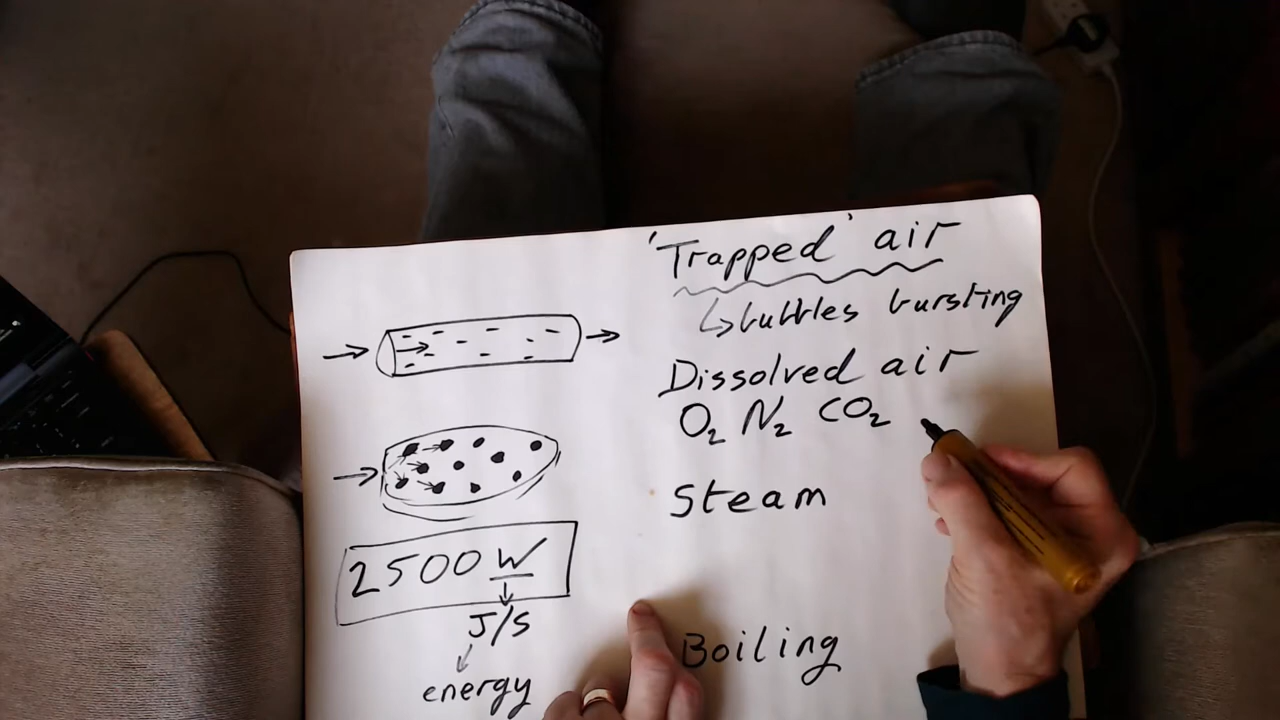 'Trapped' air
bubbles bursting
Dissolved air
O₂ N₂ CO₂
Steam
Boiling
2500 W
J/S
energy